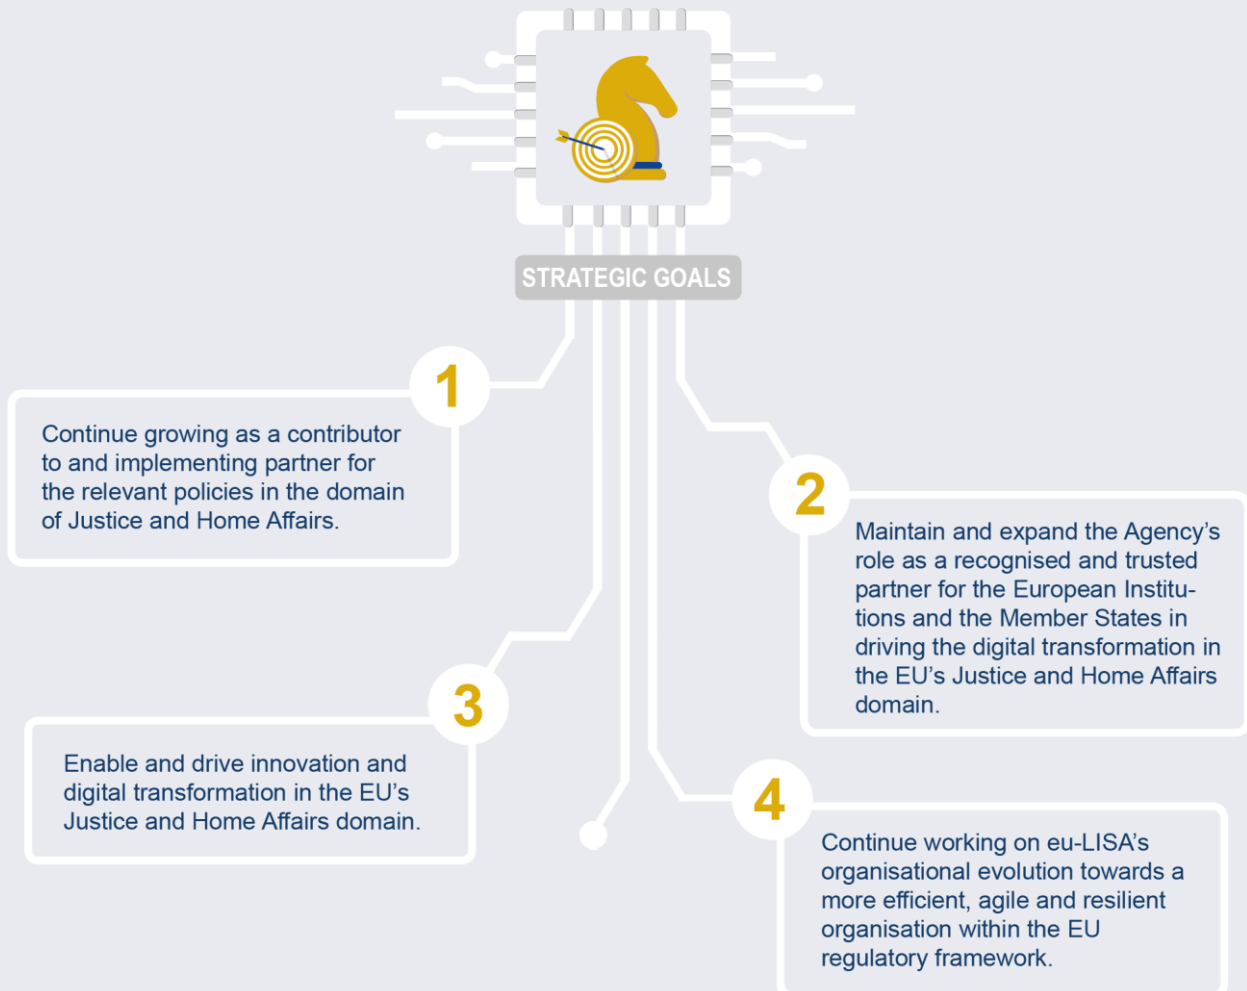 STRATEGIC GOALS
1
Continue growing as a contributor
to and implementing partner for
the relevant policies in the domain
of Justice and Home Affairs.
2
Maintain and expand the Agency’s
role as a recognised and trusted
partner for the European Institu-
tions and the Member States in
driving the digital transformation in
the EU’s Justice and Home Affairs
domain.
3
Enable and drive innovation and
digital transformation in the EU’s
Justice and Home Affairs domain.
4
Continue working on eu-LISA’s
organisational evolution towards a
more efficient, agile and resilient
organisation within the EU
regulatory framework.